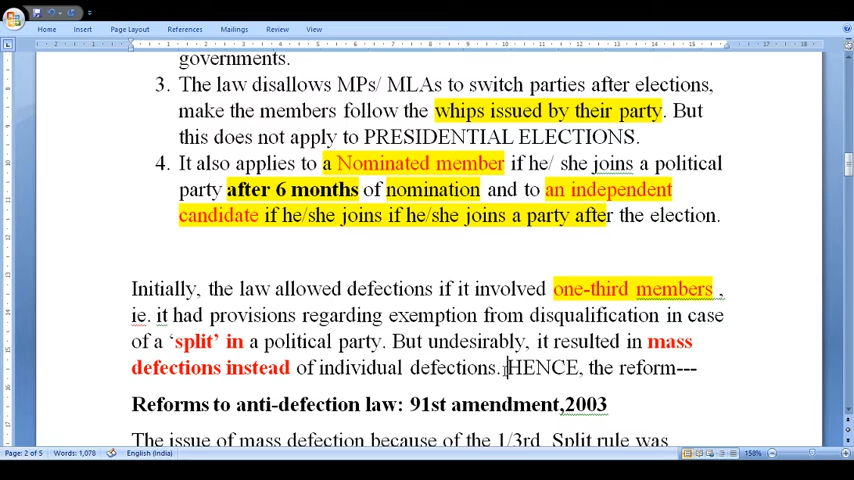 Home Insert Page Layout References Mailings Review View
governments.
3. The law disallows MPs/ MLAs to switch parties after elections,
make the members follow the whips issued by their party. But
this does not apply to PRESIDENTIAL ELECTIONS.
4. It also applies to a Nominated member if he/ she joins a political
party after 6 months of nomination and to an independent
candidate if he/she joins if he/she joins a party after the election.
Initially, the law allowed defections if it involved one-third members ,
ie. it had provisions regarding exemption from disqualification in case
of a ‘split’ in a political party. But undesirably, it resulted in mass
defections instead of individual defections. HENCE, the reform---
Reforms to anti-defection law: 91st amendment,2003
The issue of mass defection because of the 1/3rd Split rule was
Page: 2 of 5 Words: 1,078 English (India) 158%